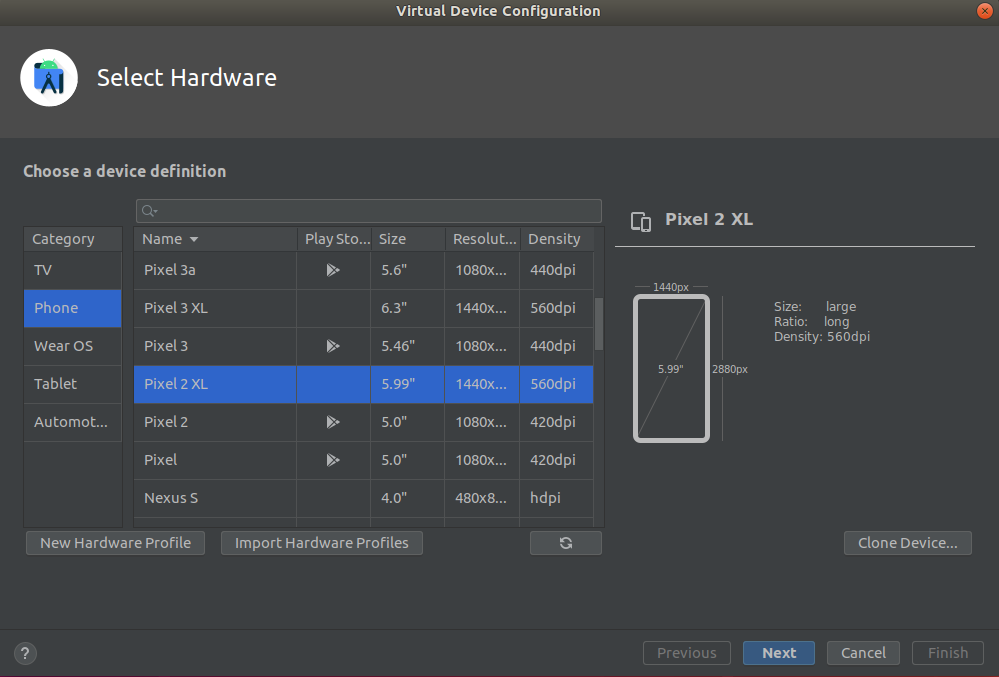 Virtual Device Configuration
Select Hardware
Choose a device definition
Category
TV
Phone
Wear OS
Tablet
Automot...
Name Play Sto... Size Resolut... Density
Pixel 3a 5.6" 1080x... 440dpi
Pixel 3 XL 6.3" 1440x... 560dpi
Pixel 3 5.46" 1080x... 440dpi
Pixel 2 XL 5.99" 1440x... 560dpi
Pixel 2 5.0" 1080x... 420dpi
Pixel 5.0" 1080x... 420dpi
Nexus S 4.0" 480x8... hdpi
Pixel 2 XL
1440px
5.99"
2880px
Size: large
Ratio: long
Density: 560dpi
New Hardware Profile Import Hardware Profiles Clone Device...
? Previous Next Cancel Finish